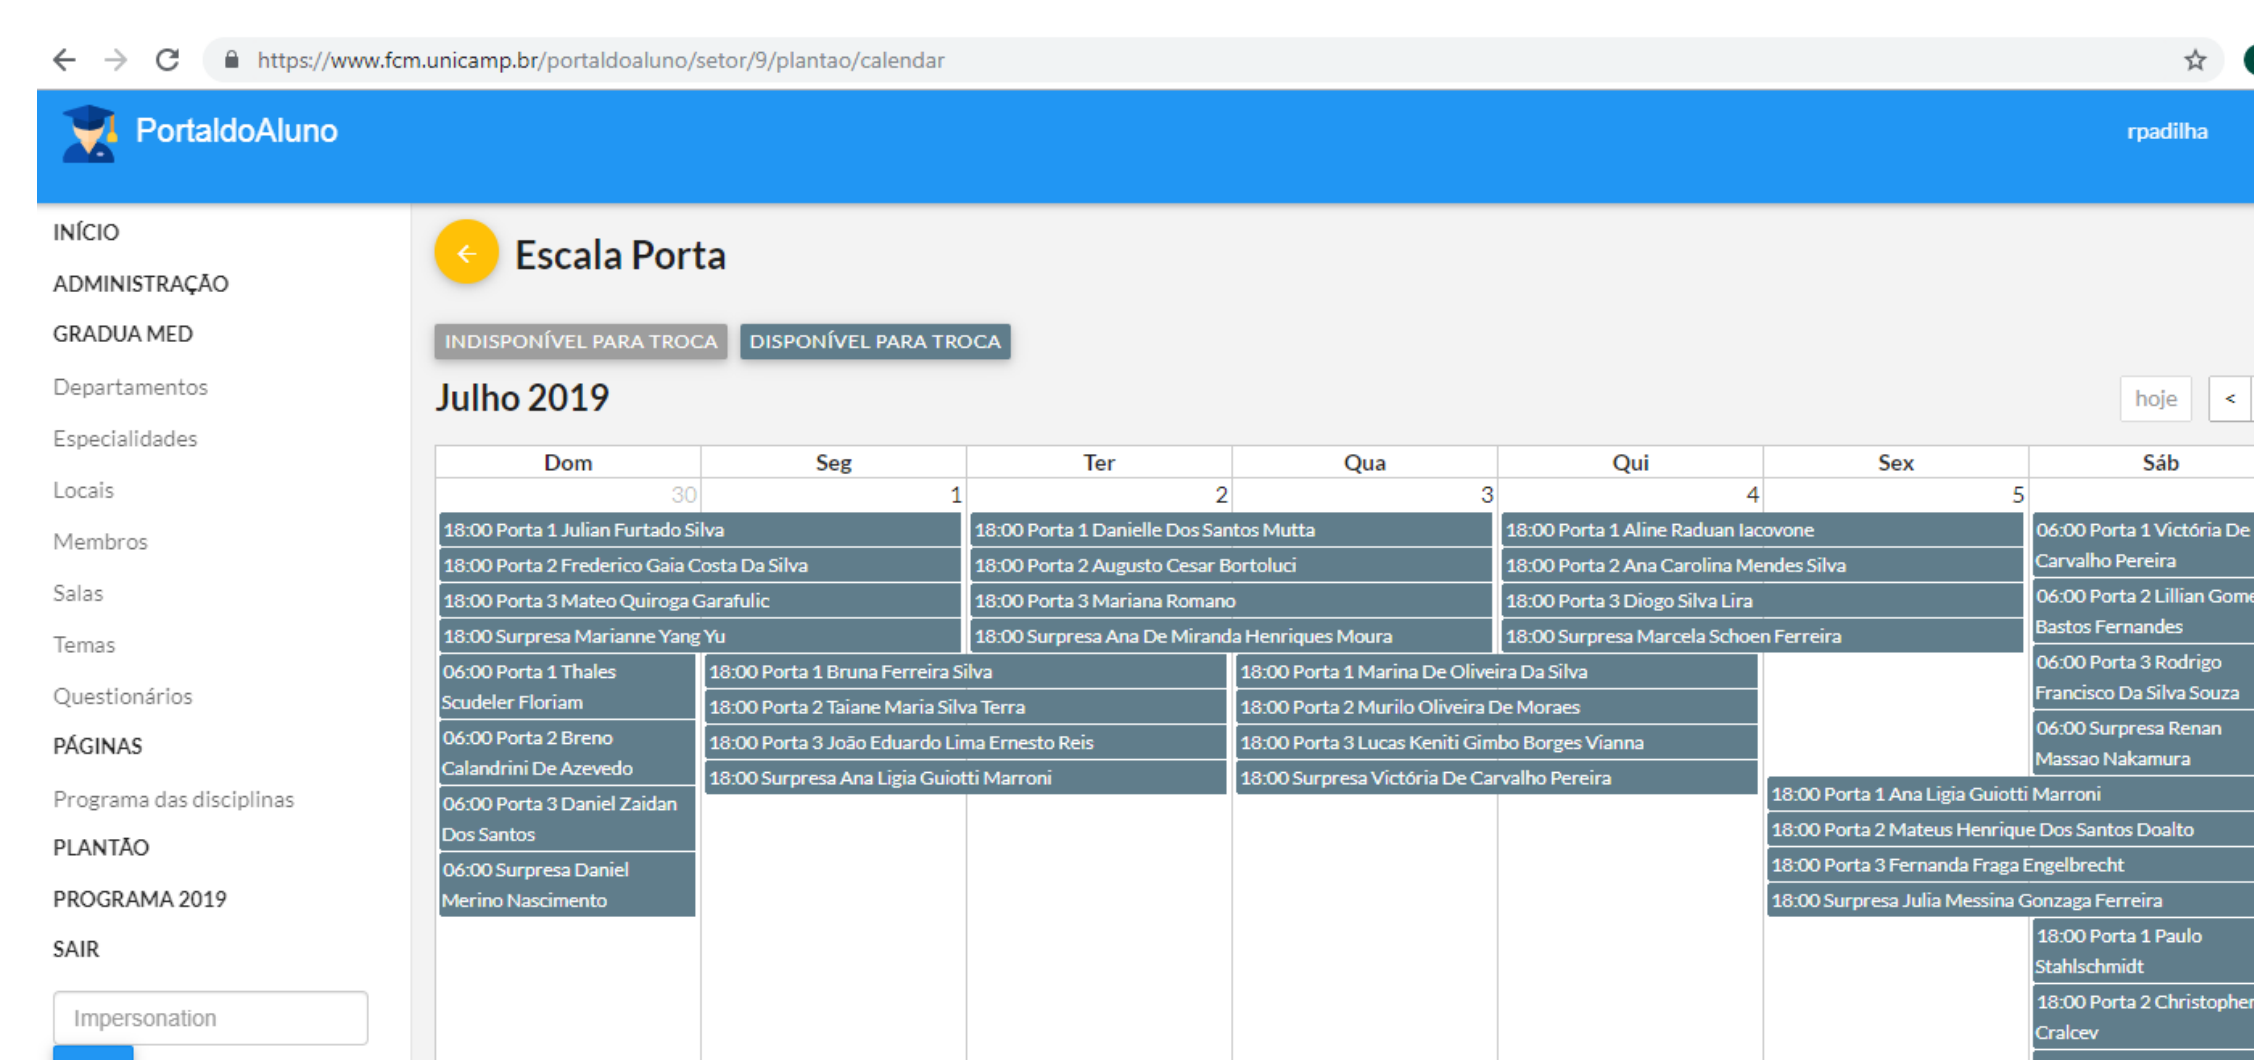 https://www.fcm.unicamp.br/portaldoaluno/setor/9/plantao/calendar
PortaldoAluno
rpadilha
INÍCIO
ADMINISTRAÇÃO
GRADUA MED
Departamentos
Especialidades
Locais
Membros
Salas
Temas
Questionários
PÁGINAS
Programa das disciplinas
PLANTÃO
PROGRAMA 2019
SAIR
Impersonation
Escala Porta
INDISPONÍVEL PARA TROCA
DISPONÍVEL PARA TROCA
Julho 2019
hoje
<
Dom Seg Ter Qua Qui Sex Sáb
30 1 2 3 4 5
18:00 Porta 1 Julian Furtado Silva
18:00 Porta 2 Frederico Gaia Costa Da Silva
18:00 Porta 3 Mateo Quiroga Garafulic
18:00 Surpresa Marianne Yang Yu
06:00 Porta 1 Thales
Scudeler Floriam
06:00 Porta 2 Breno
Calandrini De Azevedo
06:00 Porta 3 Daniel Zaidan
Dos Santos
06:00 Surpresa Daniel
Merino Nascimento
18:00 Porta 1 Bruna Ferreira Silva
18:00 Porta 2 Taiane Maria Silva Terra
18:00 Porta 3 João Eduardo Lima Ernesto Reis
18:00 Surpresa Ana Ligia Guiotti Marroni
18:00 Porta 1 Danielle Dos Santos Mutta
18:00 Porta 2 Augusto Cesar Bortoluci
18:00 Porta 3 Mariana Romano
18:00 Surpresa Ana De Miranda Henriques Moura
18:00 Porta 1 Marina De Oliveira Da Silva
18:00 Porta 2 Murilo Oliveira De Moraes
18:00 Porta 3 Lucas Keniti Gimbo Borges Vianna
18:00 Surpresa Victória De Carvalho Pereira
18:00 Porta 1 Aline Raduan Iacovone
18:00 Porta 2 Ana Carolina Mendes Silva
18:00 Porta 3 Diogo Silva Lira
18:00 Surpresa Marcela Schoen Ferreira
18:00 Porta 1 Ana Ligia Guiotti Marroni
18:00 Porta 2 Mateus Henrique Dos Santos Doalto
18:00 Porta 3 Fernanda Fraga Engelbrecht
18:00 Surpresa Julia Messina Gonzaga Ferreira
06:00 Porta 1 Victória De
Carvalho Pereira
06:00 Porta 2 Lillian Gome
Bastos Fernandes
06:00 Porta 3 Rodrigo
Francisco Da Silva Souza
06:00 Surpresa Renan
Massao Nakamura
18:00 Porta 1 Paulo
Stahlschmidt
18:00 Porta 2 Christopher
Cralcev